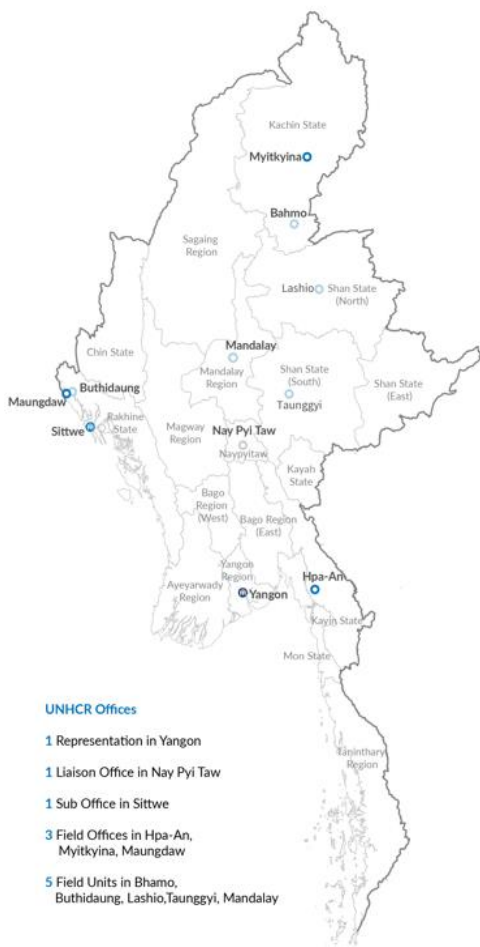 Kachin State
Myitkyina
Bahmo
Sagaing
Region
Lashio
Shan State
(North)
Mandalay
Chin State
Mandalay
Region
Shan State
(South)
Shan State
(East)
Buthidaung
Maungdaw
Taunggyi
Sittwe
Rakhine
State
Magway
Region
Nay Pyi Taw
Naypyitaw
Kayah
State
Bago
Region
(West)
Bago Region
(East)
Yangon
Region
Ayeyarwady
Region
Yangon
Hpa-An
Kayin State
Mon State
Tanintharyi
Region
UNHCR Offices
1 Representation in Yangon
1 Liaison Office in Nay Pyi Taw
1 Sub Office in Sittwe
3 Field Offices in Hpa-An,
Myitkyina, Maungdaw
5 Field Units in Bhamo,
Buthidaung, Lashio,Taunggyi, Mandalay